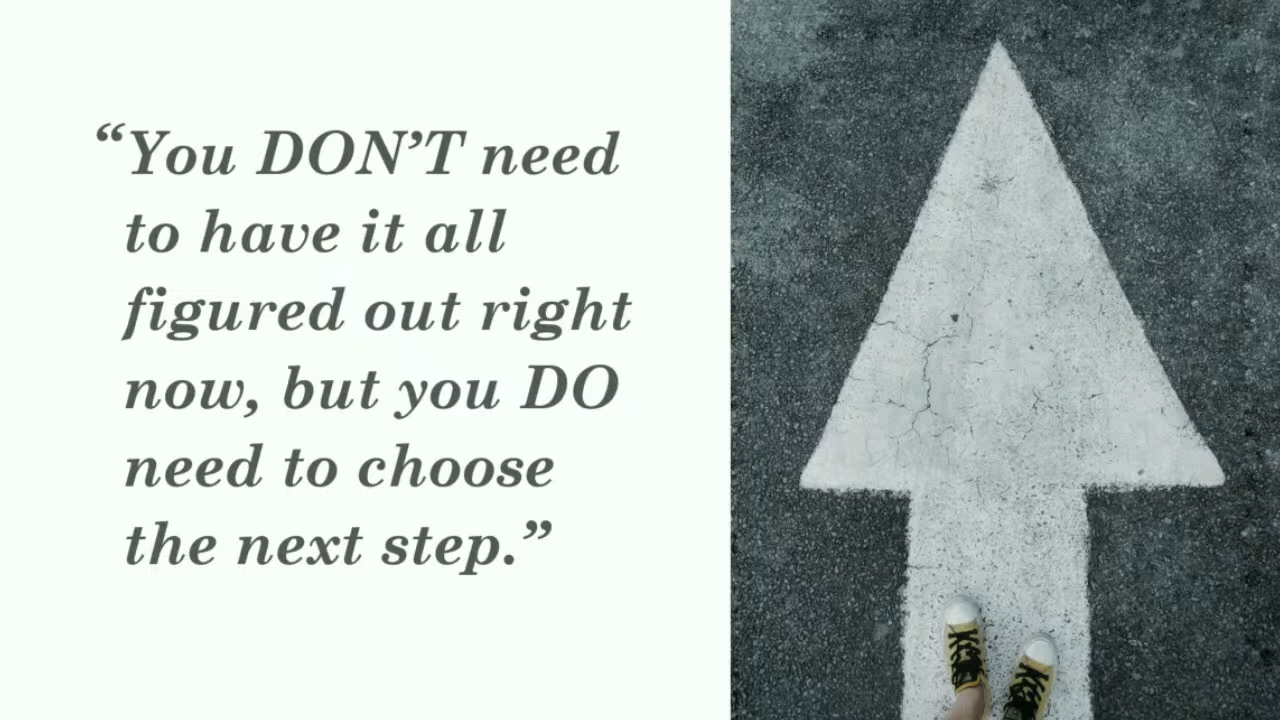 “You DON’T need
to have it all
figured out right
now, but you DO
need to choose
the next step.”